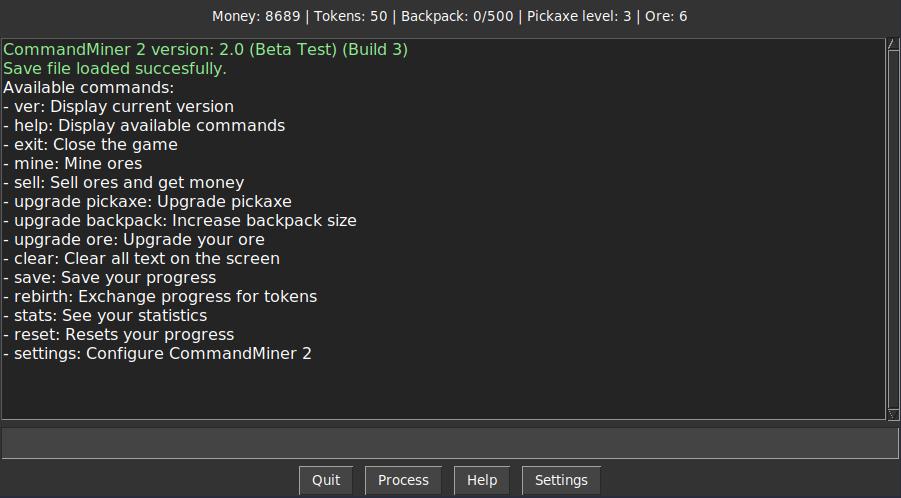 Money: 8689 | Tokens: 50 | Backpack: 0/500 | Pickaxe level: 3 | Ore: 6
CommandMiner 2 version: 2.0 (Beta Test) (Build 3)
Save file loaded succesfully.
Available commands:
- ver: Display current version
- help: Display available commands
- exit: Close the game
- mine: Mine ores
- sell: Sell ores and get money
- upgrade pickaxe: Upgrade pickaxe
- upgrade backpack: Increase backpack size
- upgrade ore: Upgrade your ore
- clear: Clear all text on the screen
- save: Save your progress
- rebirth: Exchange progress for tokens
- stats: See your statistics
- reset: Resets your progress
- settings: Configure CommandMiner 2
Quit Process Help Settings